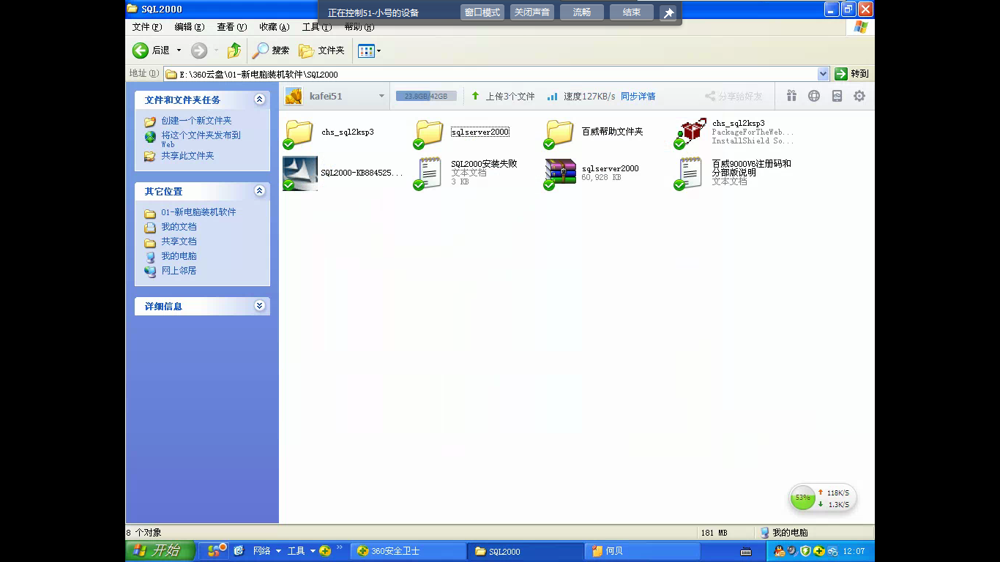 SQL2000
正在控制51-小号的设备 窗口模式 关闭声音 流畅 结束
文件(F) 编辑(E) 查看(V) 收藏(A) 工具(T) 帮助(H)
后退 搜索 文件夹
地址(D) E:\360云盘\01-新电脑装机软件\SQL2000 转到
文件和文件夹任务
创建一个新文件夹
将这个文件夹发布到
Web
共享此文件夹
其它位置
01-新电脑装机软件
我的文档
共享文档
我的电脑
网上邻居
详细信息
kafei51 23.8GB/42GB 上传3个文件 速度127KB/s 同步详情 分享给好友
chs_sql2ksp3
sqlserver2000
百威帮助文件夹
chs_sql2ksp3
PackageForTheWeb...
InstallShield So...
SQL2000-KB884525...
SQL2000安装失败
文本文档
3 KB
sqlserver2000
60,928 KB
百威9000V6注册码和
分部版说明
文本文档
53% 118K/S
1.3K/S
8 个对象 181 MB 我的电脑
开始 网络 工具 360安全卫士 SQL2000 何贝 12:07